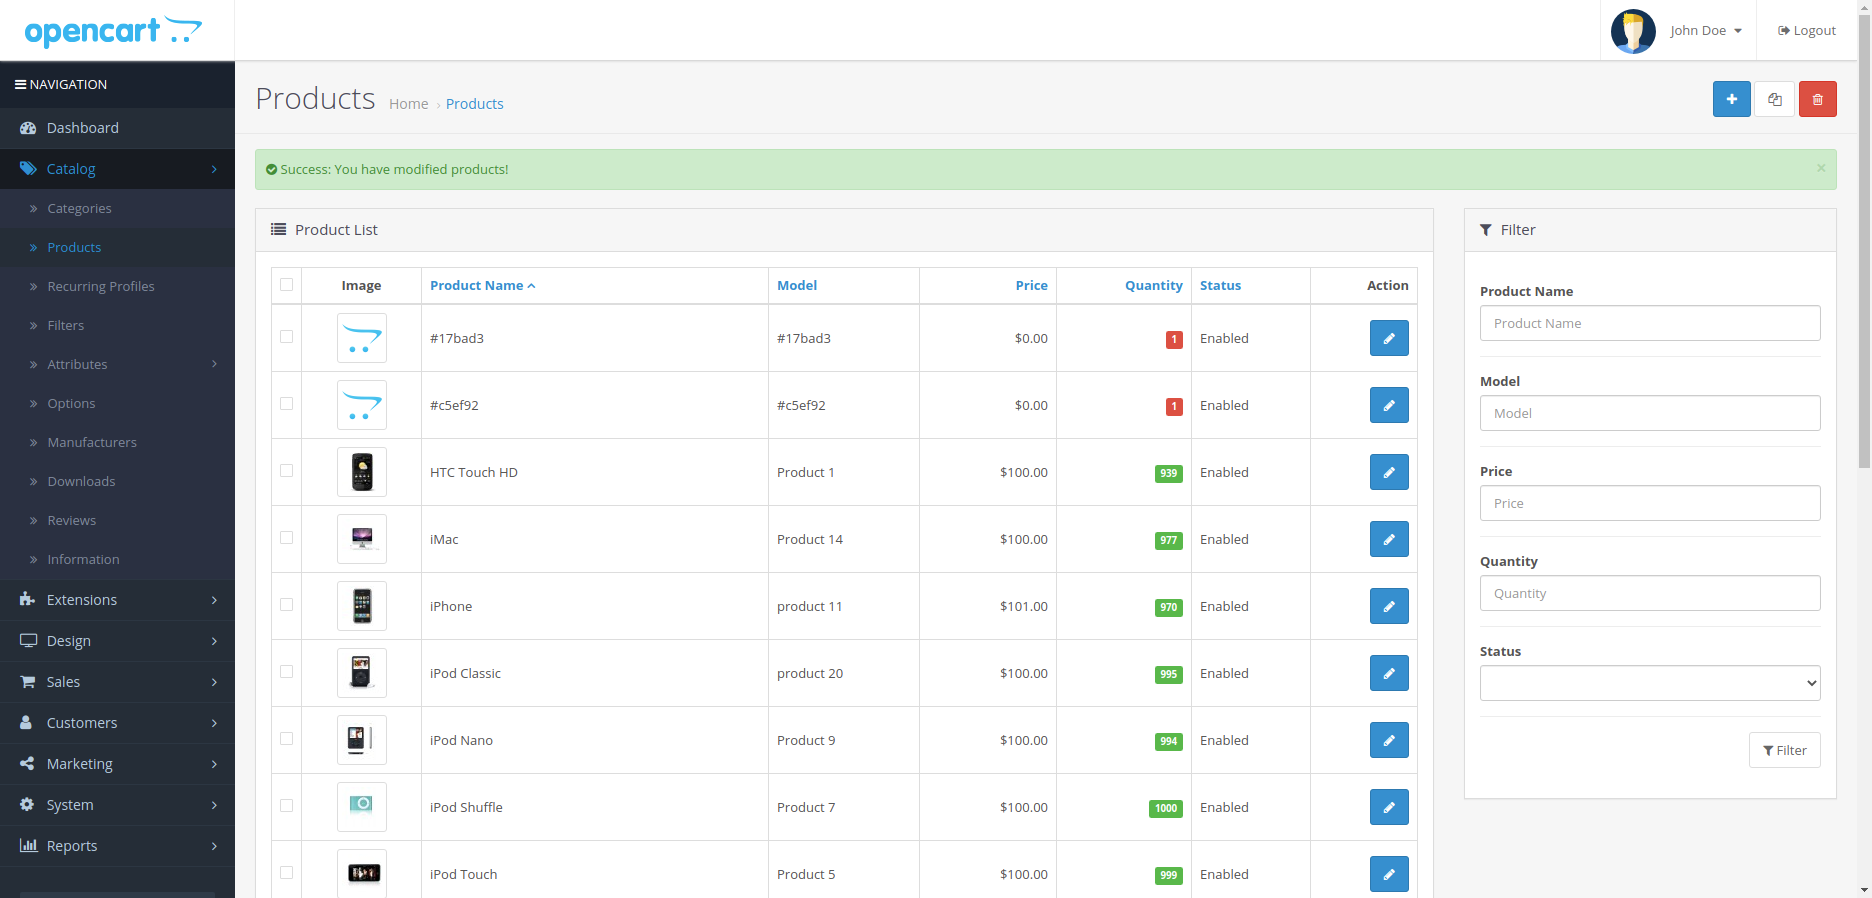 opencart
John Doe
Logout
NAVIGATION
Dashboard
Catalog
Categories
Products
Recurring Profiles
Filters
Attributes
Options
Manufacturers
Downloads
Reviews
Information
Extensions
Design
Sales
Customers
Marketing
System
Reports
Products
Home › Products
Success: You have modified products!
×
Product List
Image Product Name Model Price Quantity Status Action
#17bad3 #17bad3 $0.00 1 Enabled
#c5ef92 #c5ef92 $0.00 1 Enabled
HTC Touch HD Product 1 $100.00 939 Enabled
iMac Product 14 $100.00 977 Enabled
iPhone product 11 $101.00 970 Enabled
iPod Classic product 20 $100.00 995 Enabled
iPod Nano Product 9 $100.00 994 Enabled
iPod Shuffle Product 7 $100.00 1000 Enabled
iPod Touch Product 5 $100.00 999 Enabled
Filter
Product Name
Product Name
Model
Model
Price
Price
Quantity
Quantity
Status
Filter